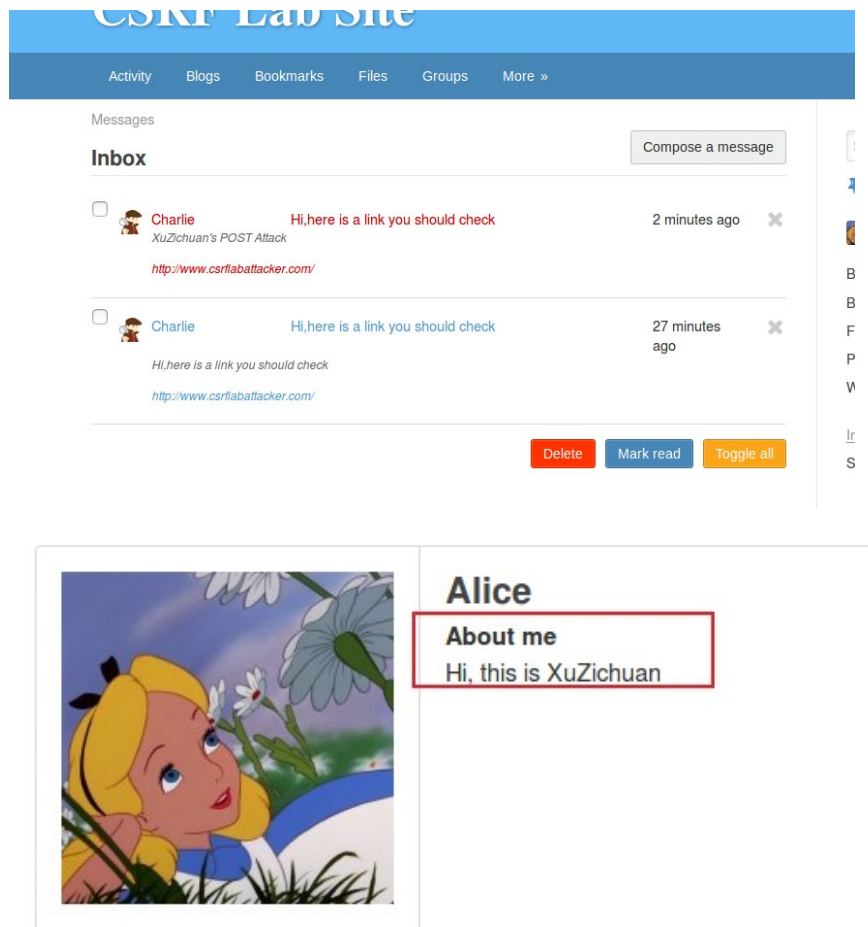 CSRF Lab Site
Activity Blogs Bookmarks Files Groups More »
Messages
Inbox
Compose a message
Charlie Hi,here is a link you should check 2 minutes ago
XuZichuan's POST Attack
http://www.csrflabattacker.com/
Charlie Hi,here is a link you should check 27 minutes ago
Hi,here is a link you should check
http://www.csrflabattacker.com/
Delete Mark read Toggle all
B
B
F
P
W
In
S
Alice
About me
Hi, this is XuZichuan